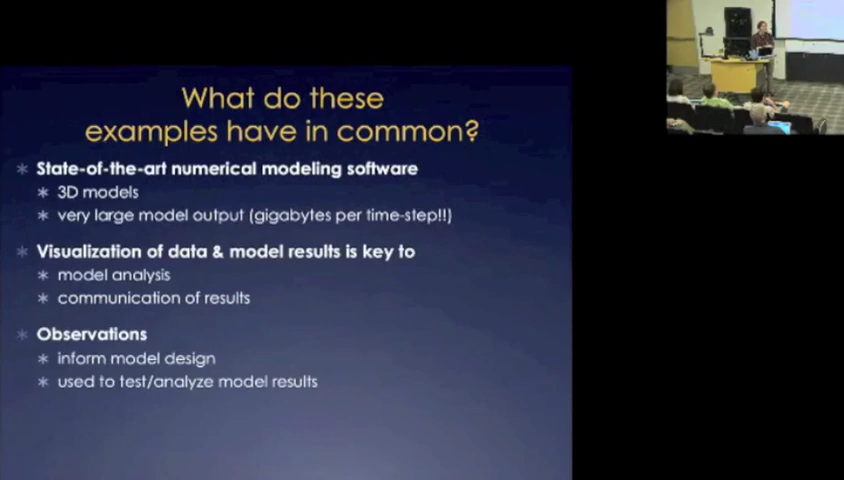 What do these
examples have in common?
* State-of-the-art numerical modeling software
* 3D models
* very large model output (gigabytes per time-step!!)
* Visualization of data & model results is key to
* model analysis
* communication of results
* Observations
* inform model design
* used to test/analyze model results